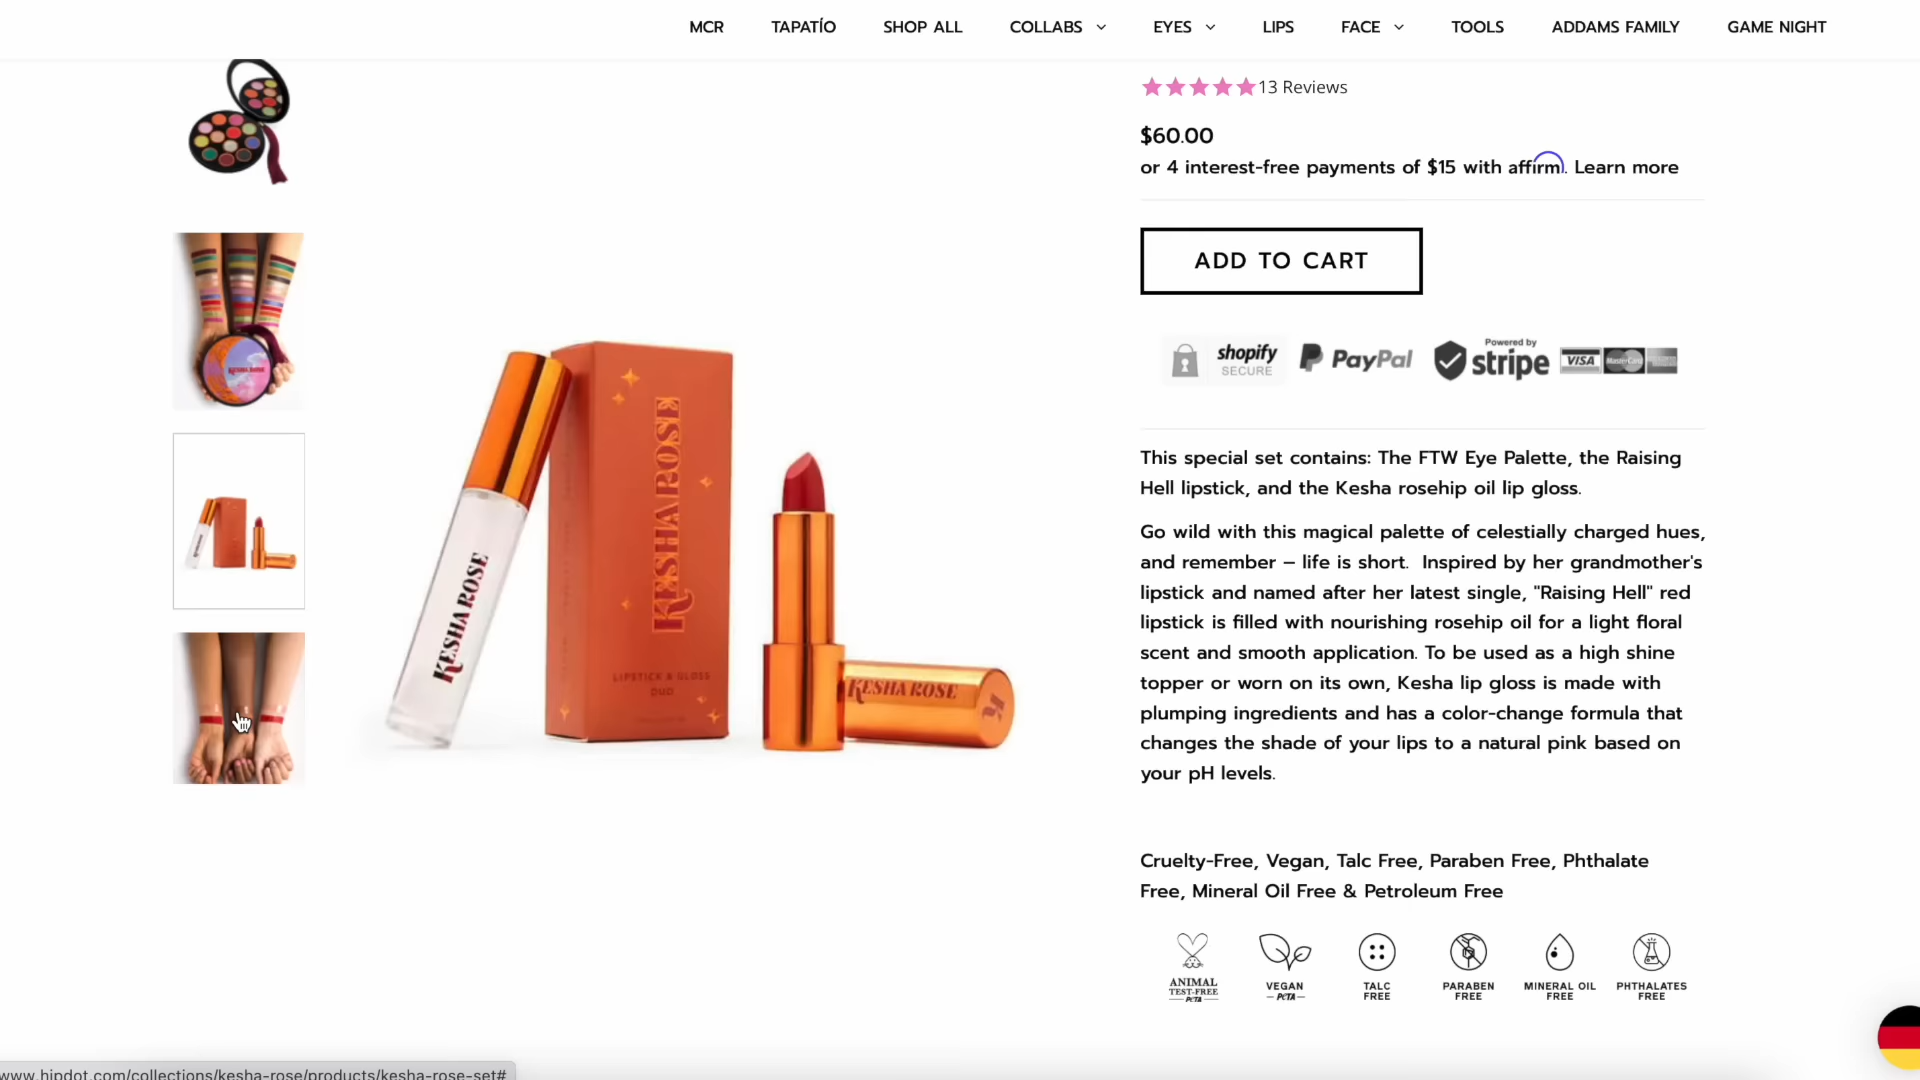 MCR TAPATÍO SHOP ALL COLLABS EYES LIPS FACE TOOLS ADDAMS FAMILY GAME NIGHT
13 Reviews
$60.00
or 4 interest-free payments of $15 with affirm. Learn more
ADD TO CART
shopify
SECURE
PayPal
Powered by
stripe
VISA
MasterCard
This special set contains: The FTW Eye Palette, the Raising
Hell lipstick, and the Kesha rosehip oil lip gloss.
Go wild with this magical palette of celestially charged hues,
and remember – life is short. Inspired by her grandmother's
lipstick and named after her latest single, "Raising Hell" red
lipstick is filled with nourishing rosehip oil for a light floral
scent and smooth application. To be used as a high shine
topper or worn on its own, Kesha lip gloss is made with
plumping ingredients and has a color-change formula that
changes the shade of your lips to a natural pink based on
your pH levels.
Cruelty-Free, Vegan, Talc Free, Paraben Free, Phthalate
Free, Mineral Oil Free & Petroleum Free
ANIMAL
TEST-FREE
PETA
VEGAN
PETA
TALC
FREE
PARABEN
FREE
MINERAL OIL
FREE
PHTHALATES
FREE
KESHA ROSE
KESHA ROSE
LIPSTICK & GLOSS
DUO
KESHA ROSE
K
KESHA ROSE
www.hipdot.com/collections/kesha-rose/products/kesha-rose-set#